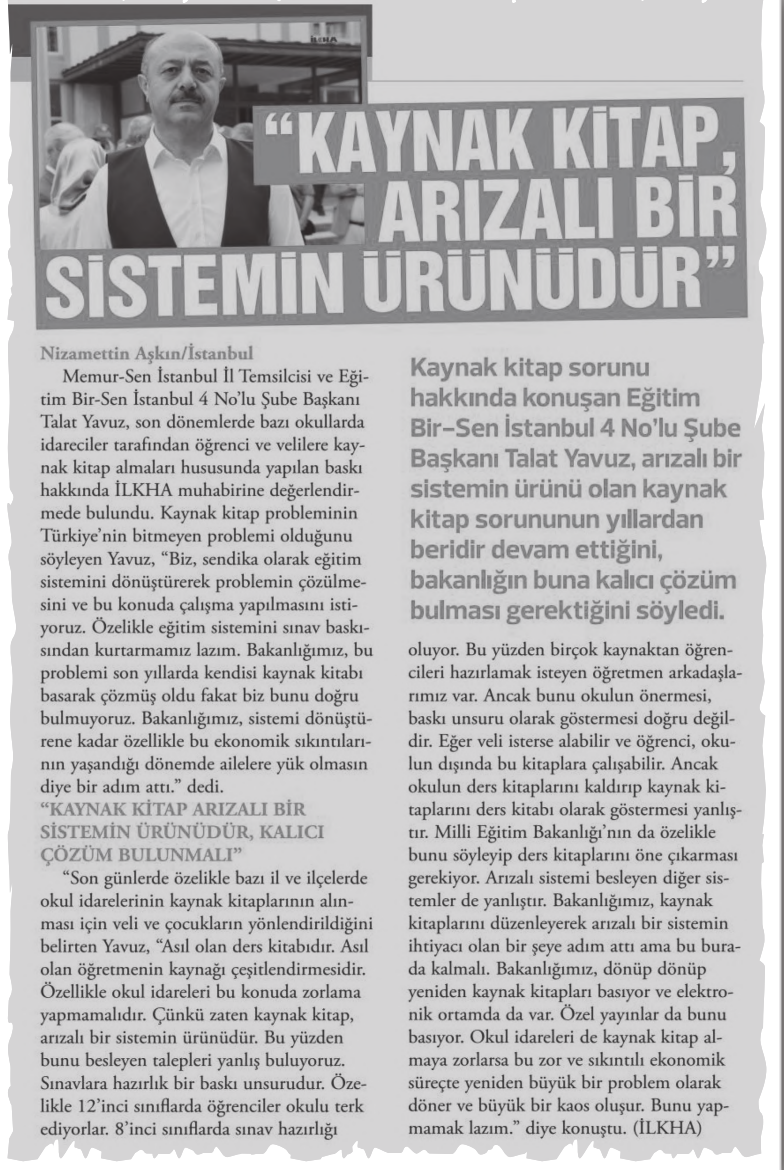 “KAYNAK KİTAP,
ARIZALI BİR
SİSTEMİN ÜRÜNÜDÜR”
Nizamettin Aşkın/İstanbul
Memur-Sen İstanbul İl Temsilcisi ve Eği-
tim Bir-Sen İstanbul 4 No’lu Şube Başkanı
Talat Yavuz, son dönemlerde bazı okullarda
idareciler tarafından öğrenci ve velilere kay-
nak kitap almaları hususunda yapılan baskı
hakkında İLKHA muhabirine değerlendir-
mede bulundu. Kaynak kitap probleminin
Türkiye’nin bitmeyen problemi olduğunu
söyleyen Yavuz, “Biz, sendika olarak eğitim
sistemini dönüştürerek problemin çözülme-
sini ve bu konuda çalışma yapılmasını isti-
yoruz. Özelikle eğitim sistemini sınav baskı-
sından kurtarmamız lazım. Bakanlığımız, bu
problemi son yıllarda kendisi kaynak kitabı
basarak çözmüş oldu fakat biz bunu doğru
bulmuyoruz. Bakanlığımız, sistemi dönüştü-
rene kadar özellikle bu ekonomik sıkıntıları-
nın yaşandığı dönemde ailelere yük olmasın
diye bir adım attı.” dedi.
“KAYNAK KİTAP ARIZALI BİR
SİSTEMİN ÜRÜNÜDÜR, KALICI
ÇÖZÜM BULUNMALI”
“Son günlerde özelikle bazı il ve ilçelerde
okul idarelerinin kaynak kitaplarının alın-
ması için veli ve çocukların yönlendirildiğini
belirten Yavuz, “Asıl olan ders kitabıdır. Asıl
olan öğretmenin kaynağı çeşitlendirmesidir.
Özellikle okul idareleri bu konuda zorlama
yapmamalıdır. Çünkü zaten kaynak kitap,
arızalı bir sistemin ürünüdür. Bu yüzden
bunu besleyen talepleri yanlış buluyoruz.
Sınavlara hazırlık bir baskı unsurudur. Öze-
likle 12’inci sınıflarda öğrenciler okulu terk
ediyorlar. 8’inci sınıflarda sınav hazırlığı
Kaynak kitap sorunu
hakkında konuşan Eğitim
Bir-Sen İstanbul 4 No’lu Şube
Başkanı Talat Yavuz, arızalı bir
sistemin ürünü olan kaynak
kitap sorununun yıllardan
beridir devam ettiğini,
bakanlığın buna kalıcı çözüm
bulması gerektiğini söyledi.
oluyor. Bu yüzden birçok kaynaktan öğren-
cileri hazırlamak isteyen öğretmen arkadaşla-
rımız var. Ancak bunu okulun önermesi,
baskı unsuru olarak göstermesi doğru değil-
dir. Eğer veli isterse alabilir ve öğrenci, oku-
lun dışında bu kitaplara çalışabilir. Ancak
okulun ders kitaplarını kaldırıp kaynak ki-
taplarını ders kitabı olarak göstermesi yanlış-
tır. Milli Eğitim Bakanlığı’nın da özelikle
bunu söyleyip ders kitaplarını öne çıkarması
gerekiyor. Arızalı sistemi besleyen diğer sis-
temler de yanlıştır. Bakanlığımız, kaynak
kitaplarını düzenleyerek arızalı bir sistemin
ihtiyacı olan bir şeye adım attı ama bu bura-
da kalmalı. Bakanlığımız, dönüp dönüp
yeniden kaynak kitapları basıyor ve elektro-
nik ortamda da var. Özel yayınlar da bunu
basıyor. Okul idareleri de kaynak kitap al-
maya zorlarsa bu zor ve sıkıntılı ekonomik
süreçte yeniden büyük bir problem olarak
döner ve büyük bir kaos oluşur. Bunu yap-
mamak lazım.” diye konuştu. (İLKHA)